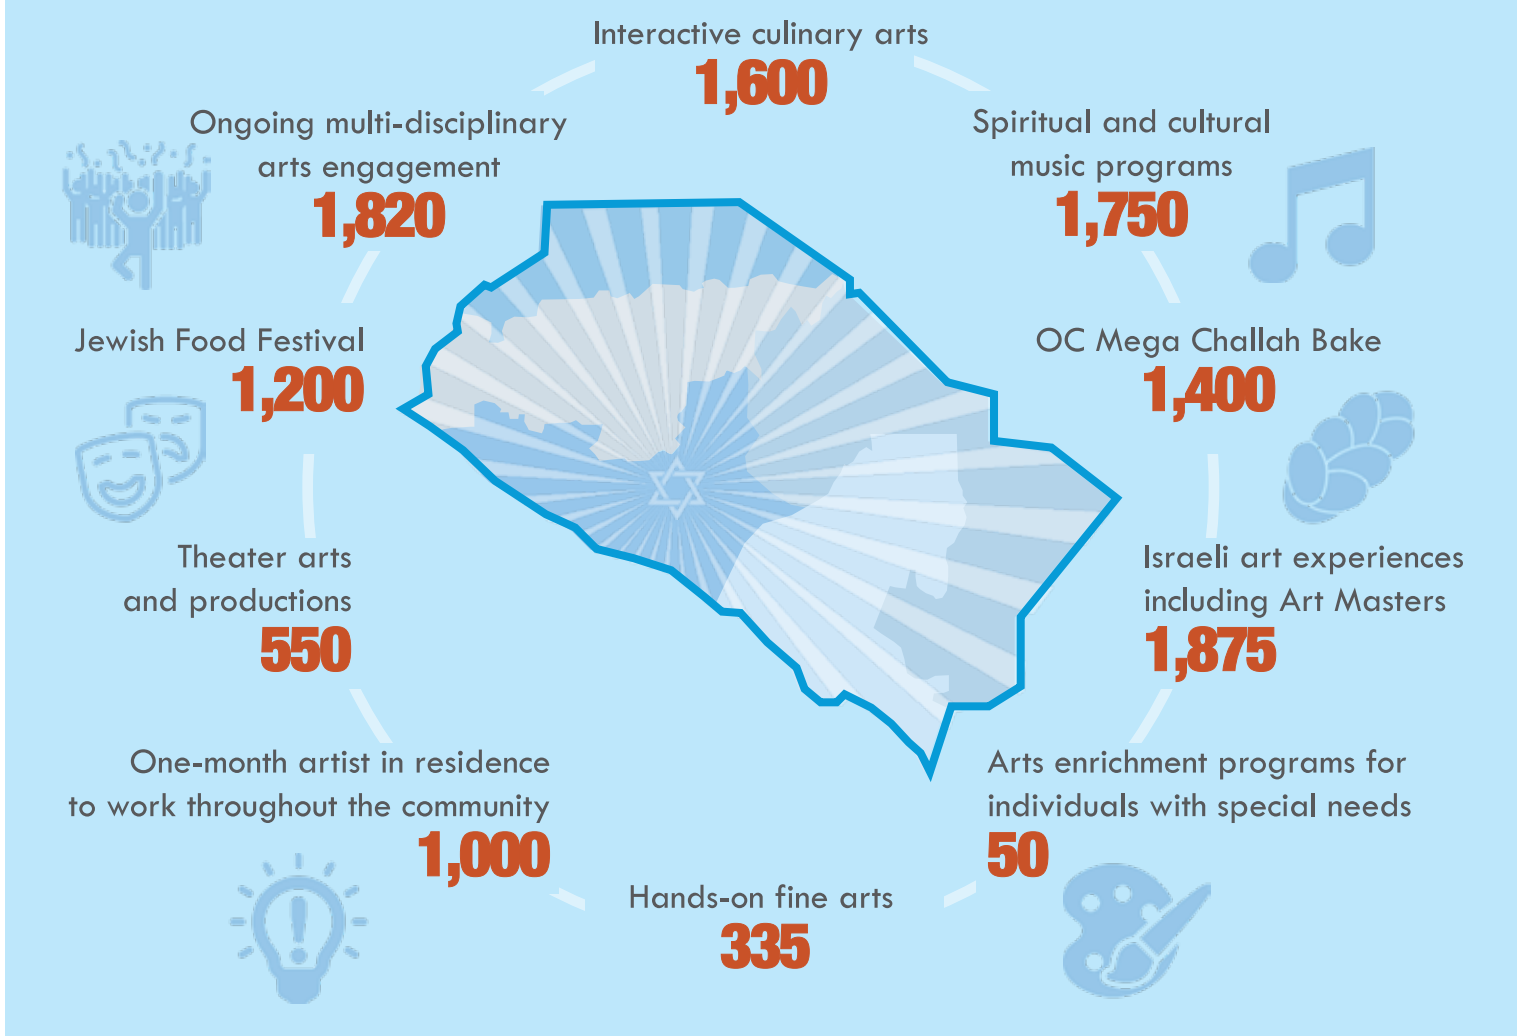 Interactive culinary arts
1,600
Ongoing multi-disciplinary
arts engagement
1,820
Spiritual and cultural
music programs
1,750
Jewish Food Festival
1,200
OC Mega Challah Bake
1,400
Theater arts
and productions
550
Israeli art experiences
including Art Masters
1,875
One-month artist in residence
to work throughout the community
1,000
Arts enrichment programs for
individuals with special needs
50
Hands-on fine arts
335